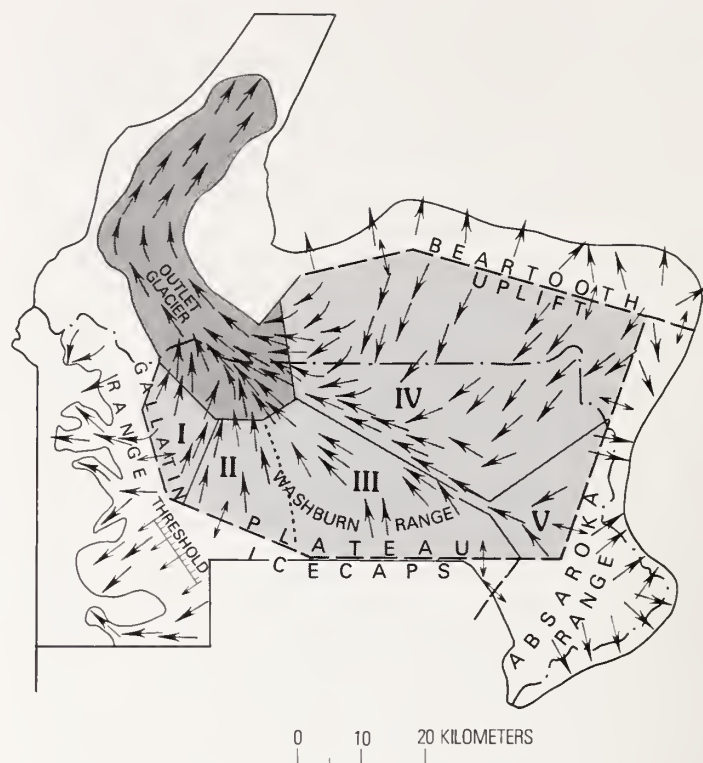 OUTLET
GLACIER
BEARTOOTH
UPLIFT
GALLATIN
RANGE
I
II
III
IV
V
WASHBURN RANGE
THRESHOLD
PLATEAU
ICECAPS
ABSAROKA
RANGE
0 10 20 KILOMETERS